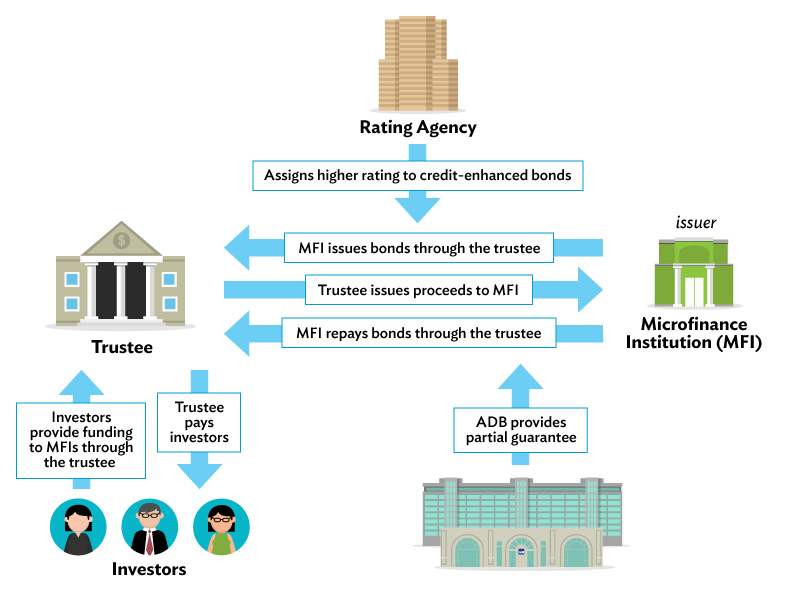 Rating Agency
Assigns higher rating to credit-enhanced bonds
issuer
$
MFI issues bonds through the trustee
Trustee issues proceeds to MFI
MFI repays bonds through the trustee
Trustee
Microfinance
Institution (MFI)
Investors
provide funding
to MFIs through
the trustee
Trustee
pays
investors
ADB provides
partial guarantee
Investors